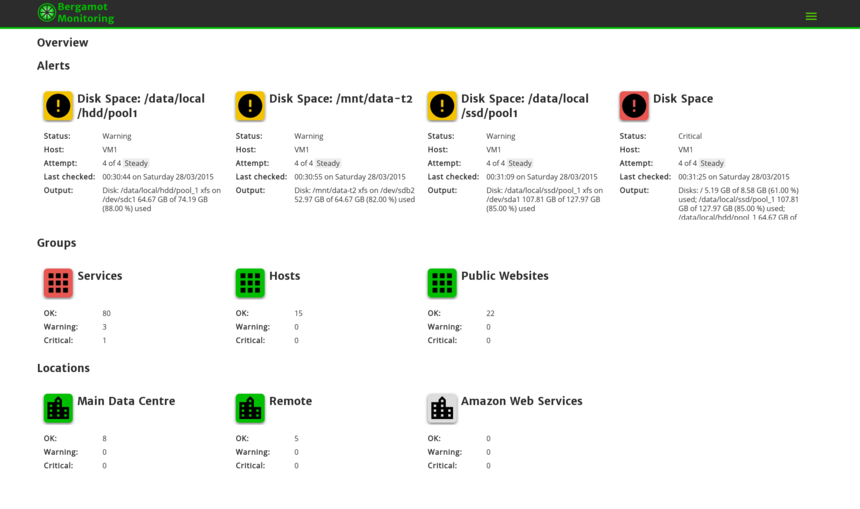 Bergamot
Monitoring
Overview
Alerts
Disk Space: /data/local
/hdd/pool1
Status: Warning
Host: VM1
Attempt: 4 of 4 Steady
Last checked: 00:30:44 on Saturday 28/03/2015
Output: Disk: /data/local/hdd/pool_1 xfs on
/dev/sdc1 64.67 GB of 74.19 GB
(88.00 %) used
Disk Space: /mnt/data-t2
Status: Warning
Host: VM1
Attempt: 4 of 4 Steady
Last checked: 00:30:55 on Saturday 28/03/2015
Output: Disk: /mnt/data-t2 xfs on /dev/sdb2
52.97 GB of 64.67 GB (82.00 %) used
Disk Space: /data/local
/ssd/pool1
Status: Warning
Host: VM1
Attempt: 4 of 4 Steady
Last checked: 00:31:09 on Saturday 28/03/2015
Output: Disk: /data/local/ssd/pool_1 xfs on
/dev/sda1 107.81 GB of 127.97 GB
(85.00 %) used
Disk Space
Status: Critical
Host: VM1
Attempt: 4 of 4 Steady
Last checked: 00:31:25 on Saturday 28/03/2015
Output: Disks: / 5.19 GB of 8.58 GB (61.00 %)
used; /data/local/ssd/pool_1 107.81
GB of 127.97 GB (85.00 %) used;
/data/local/hdd/pool_1 64.67 GB of
Groups
Services
OK: 80
Warning: 3
Critical: 1
Hosts
OK: 15
Warning: 0
Critical: 0
Public Websites
OK: 22
Warning: 0
Critical: 0
Locations
Main Data Centre
OK: 8
Warning: 0
Critical: 0
Remote
OK: 5
Warning: 0
Critical: 0
Amazon Web Services
OK: 0
Warning: 0
Critical: 0